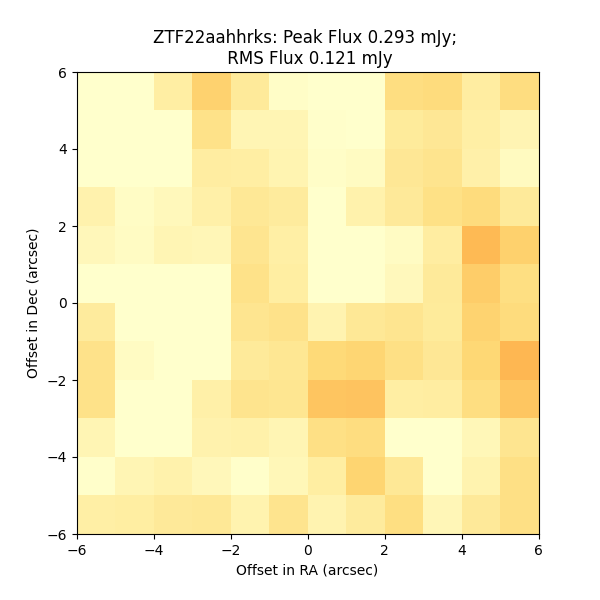 ZTF22aahhrks: Peak Flux 0.293 mJy;
RMS Flux 0.121 mJy
6
4
2
0
−2
−4
−6
Offset in Dec (arcsec)
−6 −4 −2 0 2 4 6
Offset in RA (arcsec)